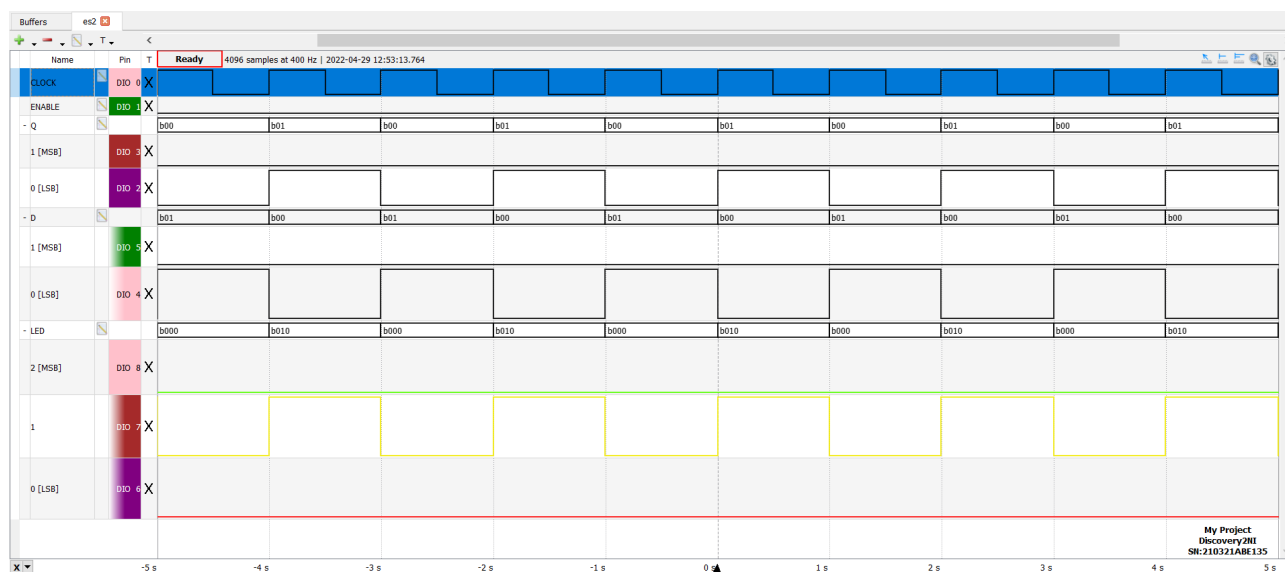 Buffers es2
T <
Name Pin T Ready 4096 samples at 400 Hz | 2022-04-29 12:53:13.764
CLOCK DIO 0 X
ENABLE DIO 1 X
- Q b00 b01 b00 b01 b00 b01 b00 b01 b00 b01
1 [MSB] DIO 3 X
0 [LSB] DIO 2 X
- D b01 b00 b01 b00 b01 b00 b01 b00 b01 b00
1 [MSB] DIO 5 X
0 [LSB] DIO 4 X
- LED b000 b010 b000 b010 b000 b010 b000 b010 b000 b010
2 [MSB] DIO 8 X
1 DIO 7 X
0 [LSB] DIO 6 X
My Project
Discovery2NI
SN:210321ABE135
X -5 s -4 s -3 s -2 s -1 s 0 s 1 s 2 s 3 s 4 s 5 s